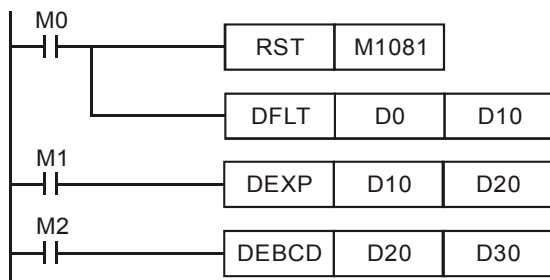 M0
RST M1081
DFLT D0 D10
M1
DEXP D10 D20
M2
DEBCD D20 D30